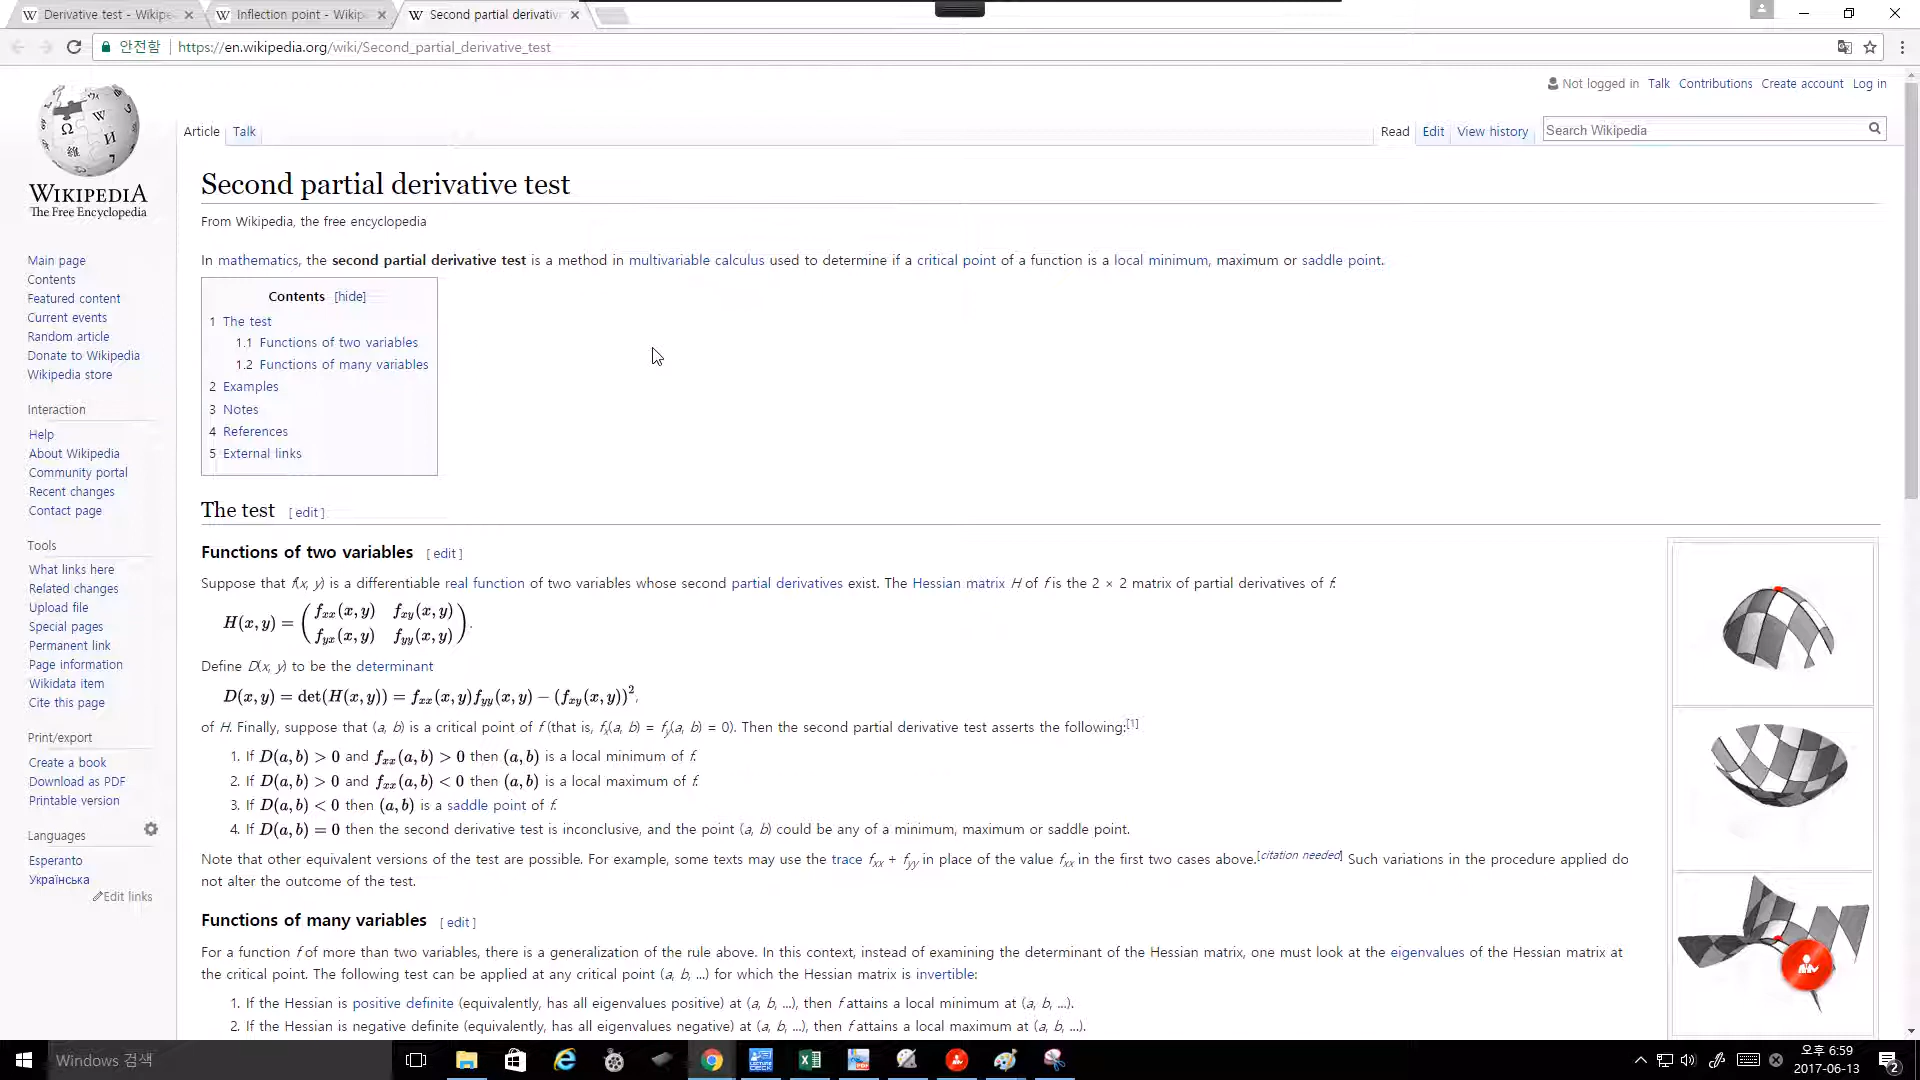 Derivative test - Wikipe
Inflection point - Wikip
Second partial derivativ
안전함 https://en.wikipedia.org/wiki/Second_partial_derivative_test
Not logged in Talk Contributions Create account Log in
Article Talk Read Edit View history Search Wikipedia
WIKIPEDIA
The Free Encyclopedia
Main page
Contents
Featured content
Current events
Random article
Donate to Wikipedia
Wikipedia store
Interaction
Help
About Wikipedia
Community portal
Recent changes
Contact page
Tools
What links here
Related changes
Upload file
Special pages
Permanent link
Page information
Wikidata item
Cite this page
Print/export
Create a book
Download as PDF
Printable version
Languages
Esperanto
Українська
Edit links
Second partial derivative test
From Wikipedia, the free encyclopedia
In mathematics, the second partial derivative test is a method in multivariable calculus used to determine if a critical point of a function is a local minimum, maximum or saddle point.
Contents [hide]
1 The test
1.1 Functions of two variables
1.2 Functions of many variables
2 Examples
3 Notes
4 References
5 External links
The test [ edit ]
Functions of two variables [ edit ]
Suppose that f(x, y) is a differentiable real function of two variables whose second partial derivatives exist. The Hessian matrix H of f is the 2 × 2 matrix of partial derivatives of f:
H(x, y) = ( f_xx(x, y) f_xy(x, y)
f_yx(x, y) f_yy(x, y) ).
Define D(x, y) to be the determinant
D(x, y) = det(H(x, y)) = f_xx(x, y)f_yy(x, y) − (f_xy(x, y))²,
of H. Finally, suppose that (a, b) is a critical point of f (that is, f_x(a, b) = f_y(a, b) = 0). Then the second partial derivative test asserts the following:[1]
1. If D(a, b) > 0 and f_xx(a, b) > 0 then (a, b) is a local minimum of f.
2. If D(a, b) > 0 and f_xx(a, b) < 0 then (a, b) is a local maximum of f.
3. If D(a, b) < 0 then (a, b) is a saddle point of f.
4. If D(a, b) = 0 then the second derivative test is inconclusive, and the point (a, b) could be any of a minimum, maximum or saddle point.
Note that other equivalent versions of the test are possible. For example, some texts may use the trace f_xx + f_yy in place of the value f_xx in the first two cases above.[citation needed] Such variations in the procedure applied do
not alter the outcome of the test.
Functions of many variables [ edit ]
For a function f of more than two variables, there is a generalization of the rule above. In this context, instead of examining the determinant of the Hessian matrix, one must look at the eigenvalues of the Hessian matrix at
the critical point. The following test can be applied at any critical point (a, b, ...) for which the Hessian matrix is invertible:
1. If the Hessian is positive definite (equivalently, has all eigenvalues positive) at (a, b, ...), then f attains a local minimum at (a, b, ...).
2. If the Hessian is negative definite (equivalently, has all eigenvalues negative) at (a, b, ...), then f attains a local maximum at (a, b, ...).
Windows 검색
오후 6:59
2017-06-13
2